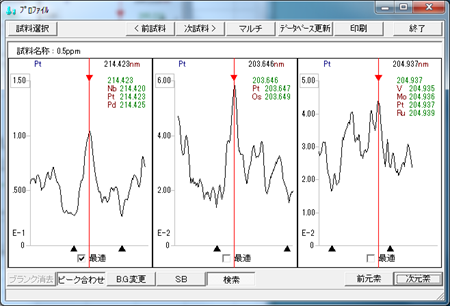 プロファイル
試料選択 < 前試料 次試料 > マルチ データベース更新 印刷 終了
試料名称 : 0.5ppm
Pt 214.423nm
1.50
1.00
0.50
E-1
0
214.423
Nb 214.420
Pt 214.423
Pd 214.425
最適
Pt 203.646nm
6.00
4.00
2.00
E-2
0
203.646
Pt 203.647
Os 203.649
最適
Pt 204.937nm
5.00
4.00
3.00
2.00
1.00
E-2
0
204.937
V 204.935
Mo 204.936
Pt 204.937
Ru 204.939
最適
ブランク消去 ピーク合わせ B.G変更 SB 検索 前元素 次元素